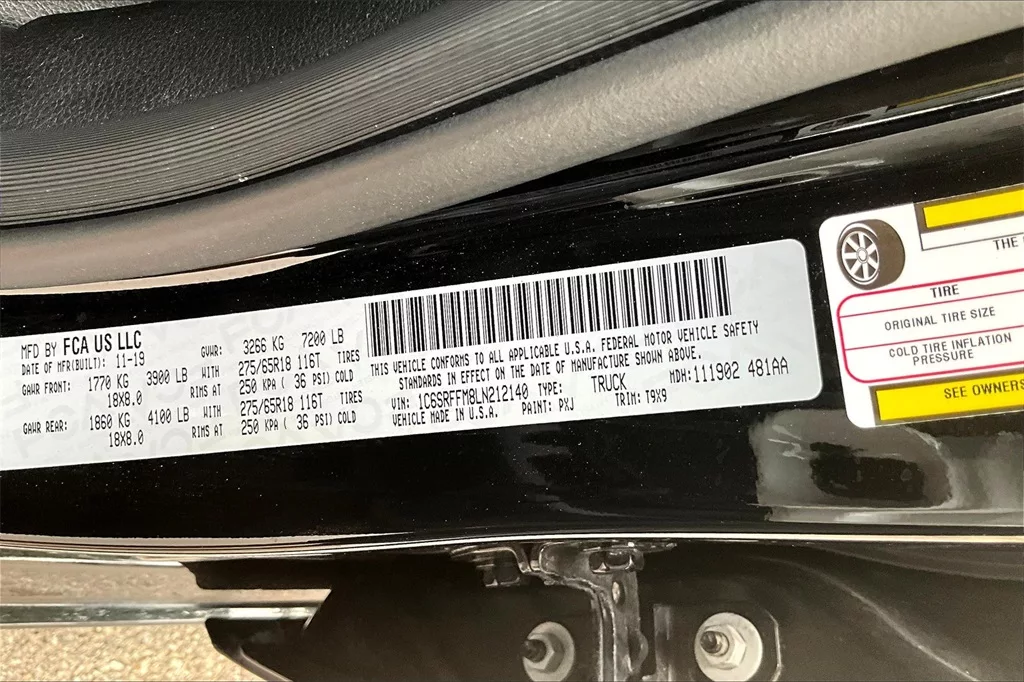 MFD BY FCA US LLC
DATE OF MFR(BUILT): 11-19 GVWR: 3266 KG 7200 LB
GAWR FRONT: 1770 KG 3900 LB WITH 275/65R18 116T TIRES
18X8.0 RIMS AT 250 KPA ( 36 PSI) COLD
GAWR REAR: 1860 KG 4100 LB WITH 275/65R18 116T TIRES
18X8.0 RIMS AT 250 KPA ( 36 PSI) COLD
THIS VEHICLE CONFORMS TO ALL APPLICABLE U.S.A. FEDERAL MOTOR VEHICLE SAFETY
STANDARDS IN EFFECT ON THE DATE OF MANUFACTURE SHOWN ABOVE.
VIN: 1C6SRFFM8LN212140 TYPE: TRUCK MDH: 111902 481AA
VEHICLE MADE IN U.S.A. PAINT: PXJ TRIM: T9X9
THE
TIRE
ORIGINAL TIRE SIZE
COLD TIRE INFLATION
PRESSURE
SEE OWNERS